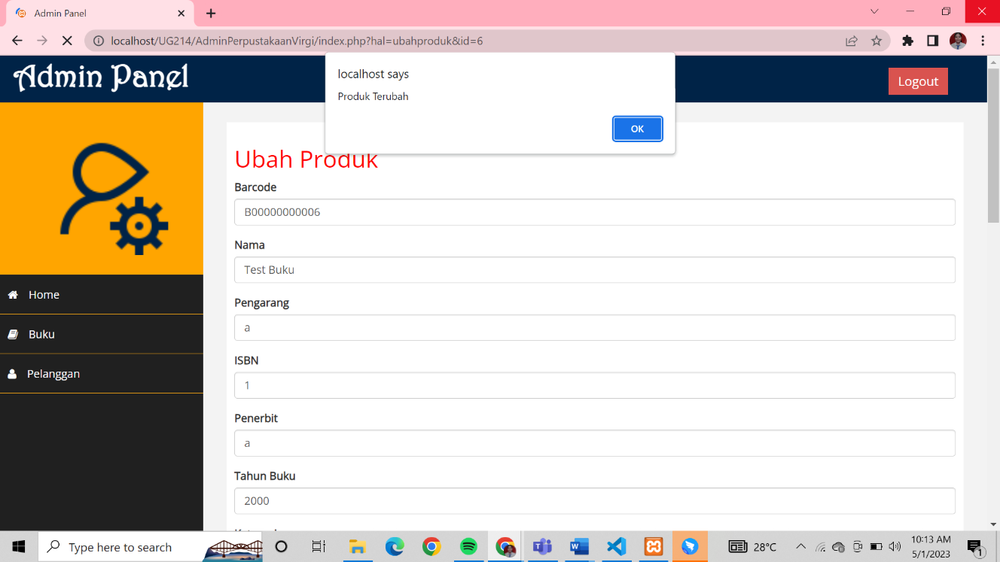 Admin Panel
localhost/UG214/AdminPerpustakaanVirgi/index.php?hal=ubahproduk&id=6
Admin Panel
localhost says
Produk Terubah
OK
Logout
Ubah Produk
Barcode
B00000000006
Nama
Test Buku
Pengarang
a
ISBN
1
Penerbit
a
Tahun Buku
2000
Home
Buku
Pelanggan
Type here to search
28°C
10:13 AM
5/1/2023
1